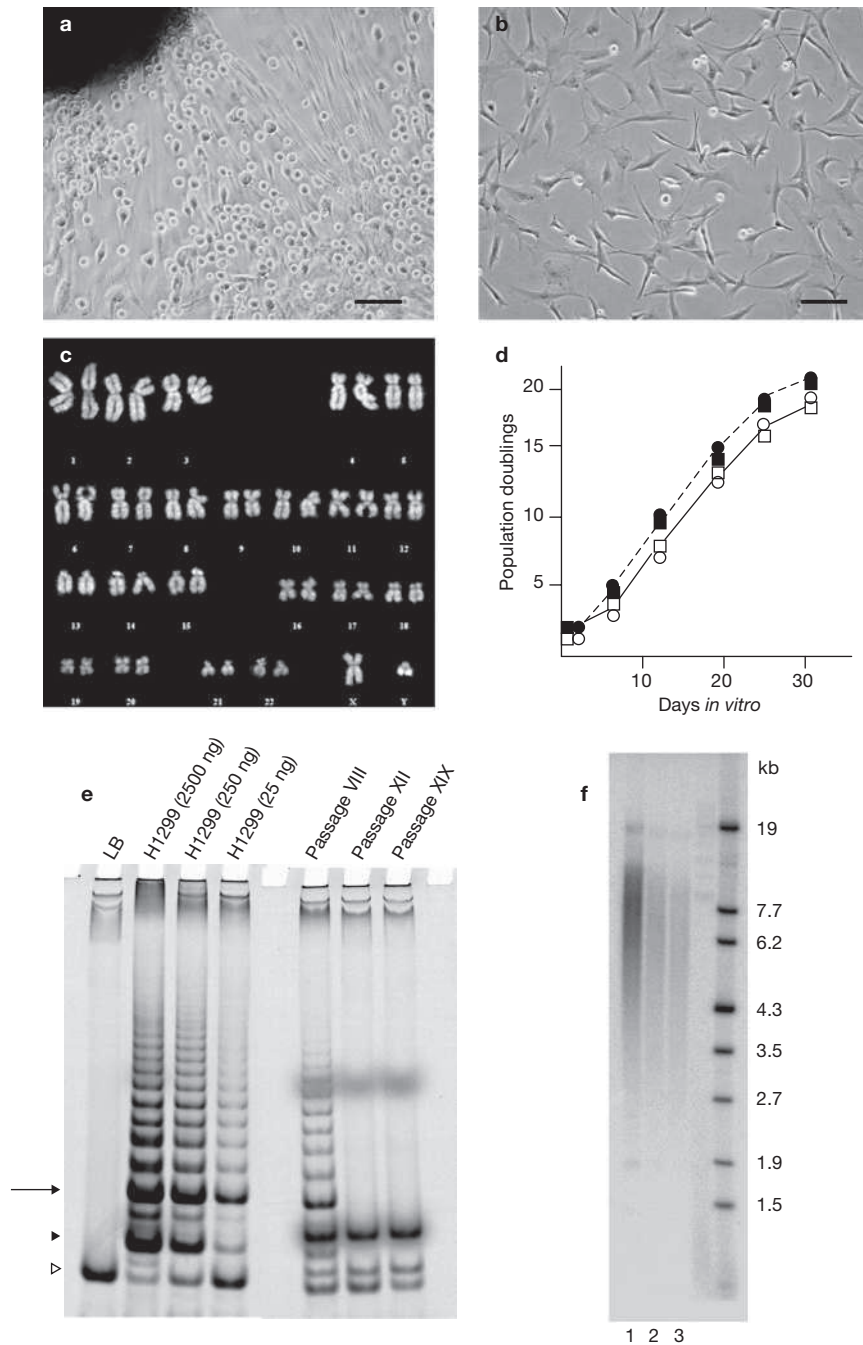 a
b
c
1 2 3 4 5
6 7 8 9 10 11 12
13 14 15 16 17 18
19 20 21 22 X Y
d
20
15
10
5
Population doublings
10 20 30
Days in vitro
e
LB
H1299 (2500 ng)
H1299 (250 ng)
H1299 (25 ng)
Passage VIII
Passage XII
Passage XIX
f
kb
19
7.7
6.2
4.3
3.5
2.7
1.9
1.5
1 2 3